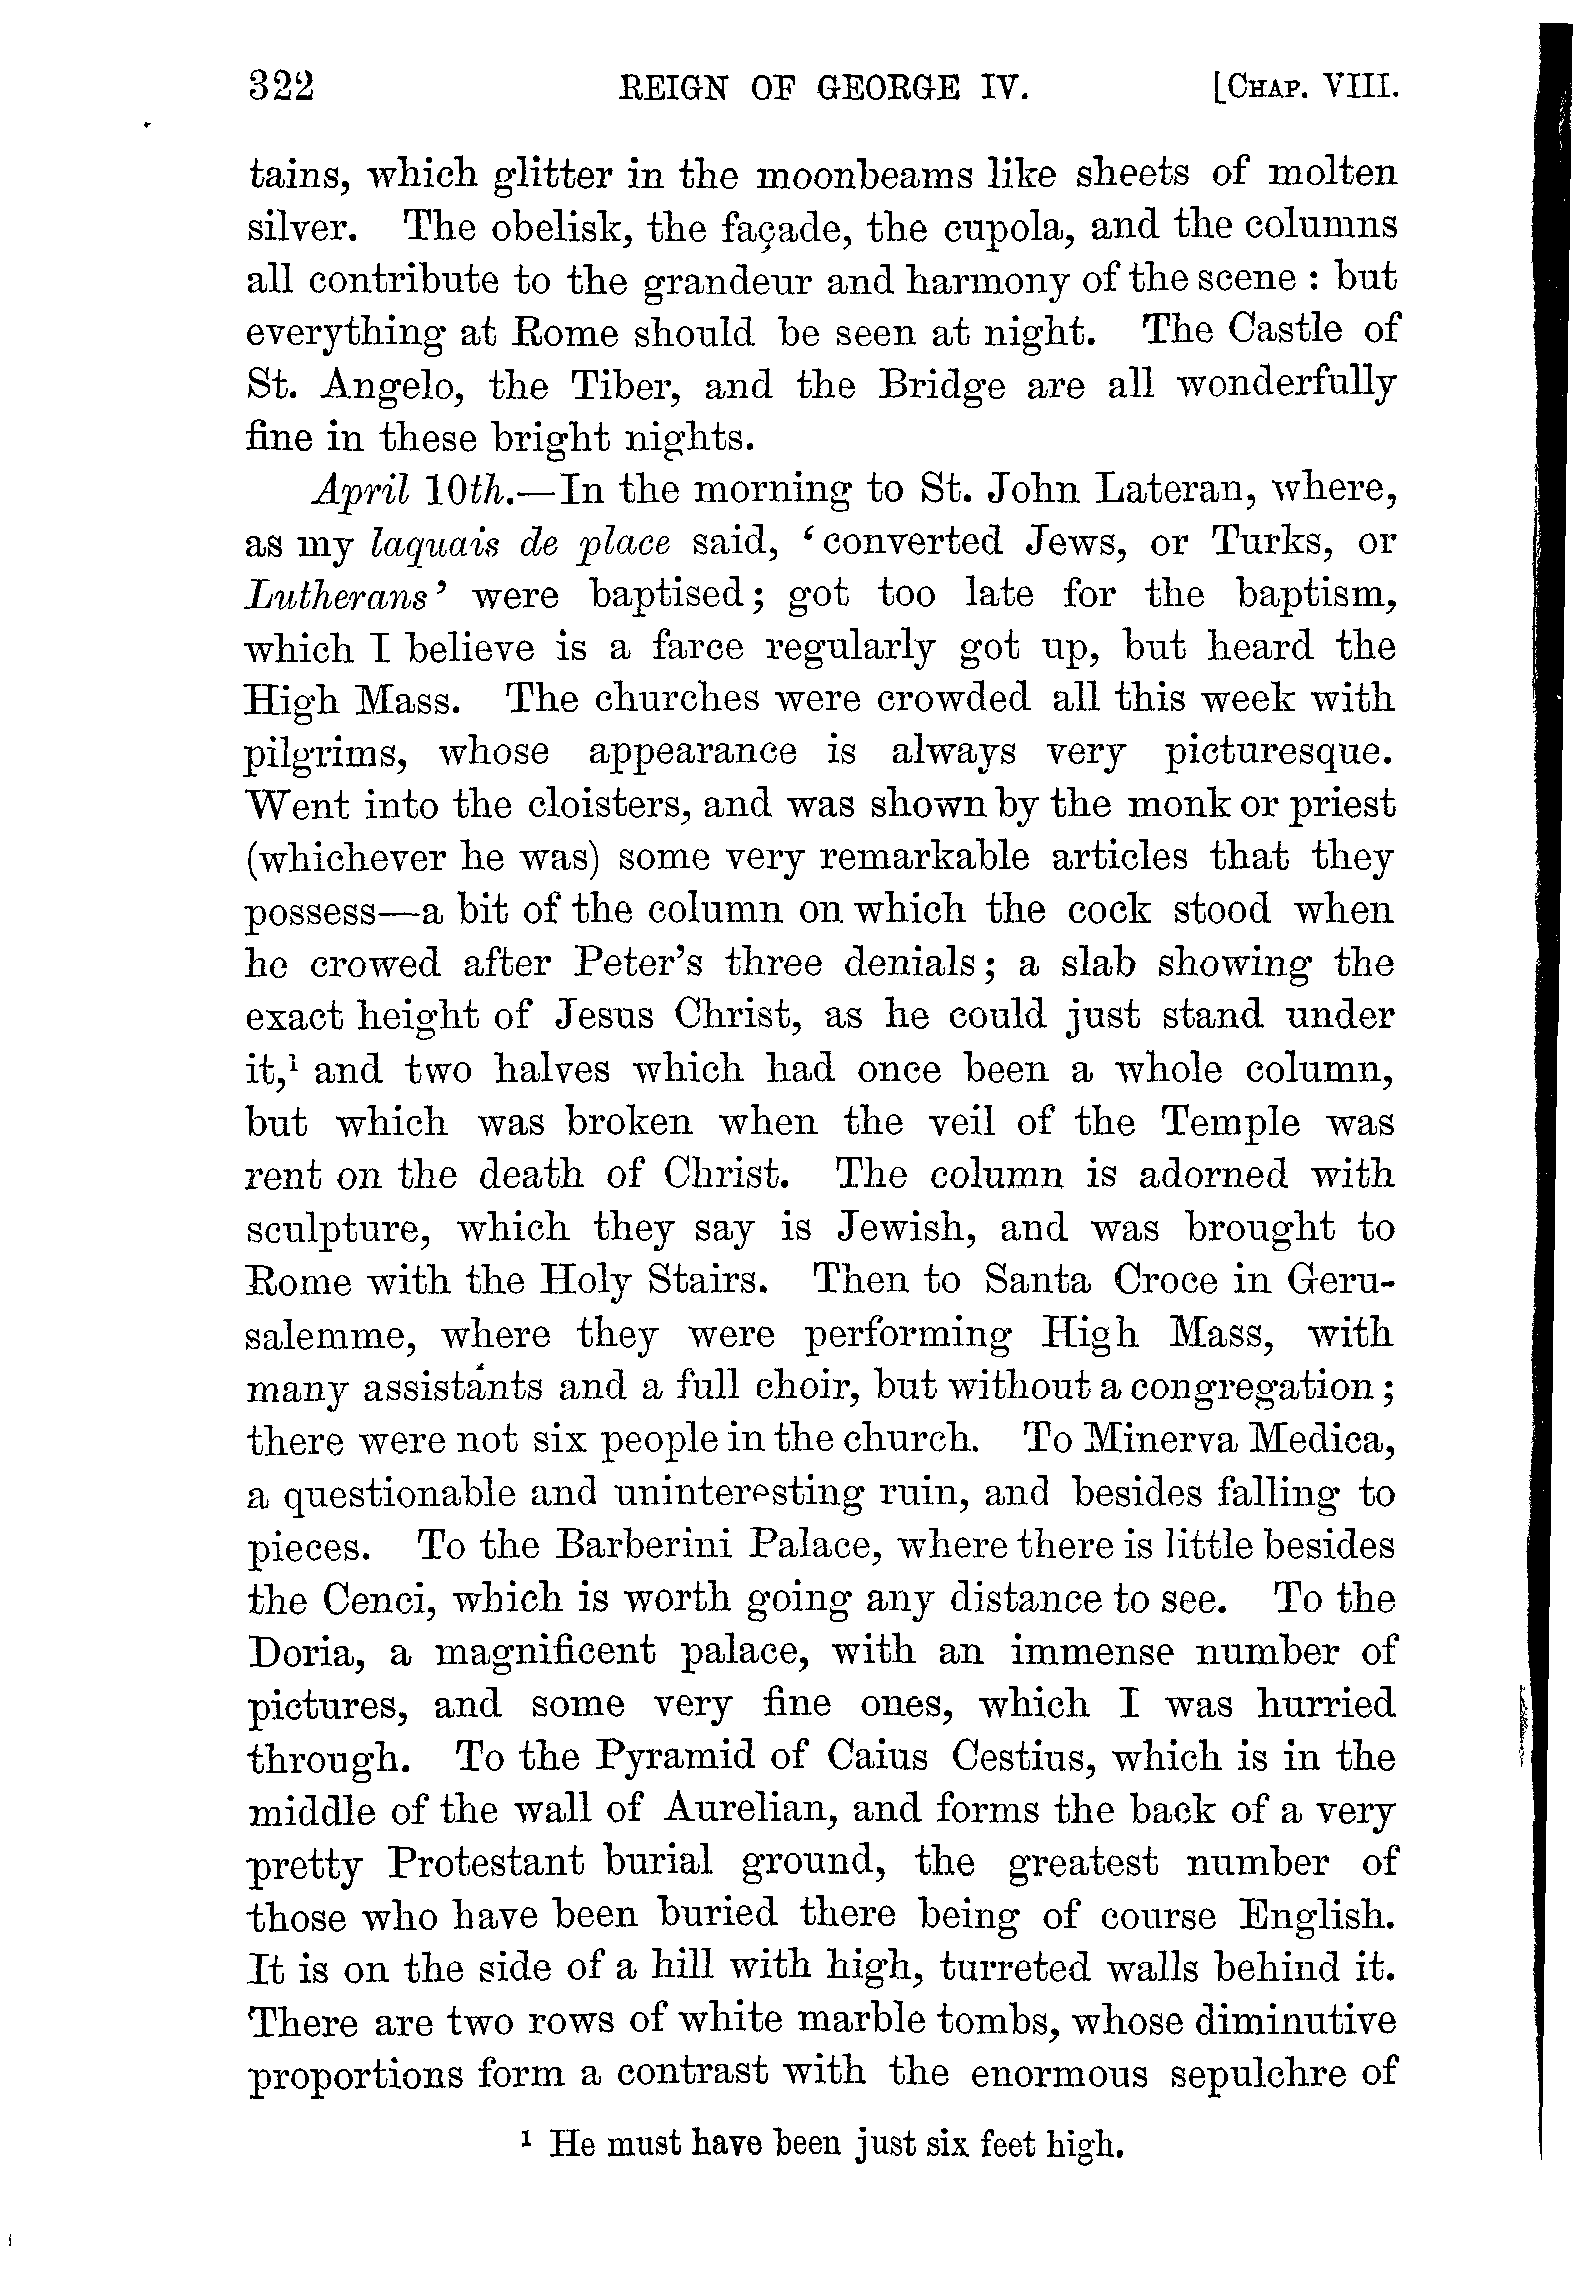 322 REIGN OF GEORGE IV. [CHAP. VIII.
tains, which glitter in the moonbeams like sheets of molten
silver. The obelisk, the façade, the cupola, and the columns
all contribute to the grandeur and harmony of the scene : but
everything at Rome should be seen at night. The Castle of
St. Angelo, the Tiber, and the Bridge are all wonderfully
fine in these bright nights.
April 10th.—In the morning to St. John Lateran, where,
as my laquais de place said, ‘converted Jews, or Turks, or
Lutherans’ were baptised; got too late for the baptism,
which I believe is a farce regularly got up, but heard the
High Mass. The churches were crowded all this week with
pilgrims, whose appearance is always very picturesque.
Went into the cloisters, and was shown by the monk or priest
(whichever he was) some very remarkable articles that they
possess—a bit of the column on which the cock stood when
he crowed after Peter’s three denials; a slab showing the
exact height of Jesus Christ, as he could just stand under
it,¹ and two halves which had once been a whole column,
but which was broken when the veil of the Temple was
rent on the death of Christ. The column is adorned with
sculpture, which they say is Jewish, and was brought to
Rome with the Holy Stairs. Then to Santa Croce in Geru-
salemme, where they were performing High Mass, with
many assistants and a full choir, but without a congregation;
there were not six people in the church. To Minerva Medica,
a questionable and uninteresting ruin, and besides falling to
pieces. To the Barberini Palace, where there is little besides
the Cenci, which is worth going any distance to see. To the
Doria, a magnificent palace, with an immense number of
pictures, and some very fine ones, which I was hurried
through. To the Pyramid of Caius Cestius, which is in the
middle of the wall of Aurelian, and forms the back of a very
pretty Protestant burial ground, the greatest number of
those who have been buried there being of course English.
It is on the side of a hill with high, turreted walls behind it.
There are two rows of white marble tombs, whose diminutive
proportions form a contrast with the enormous sepulchre of
¹ He must have been just six feet high.